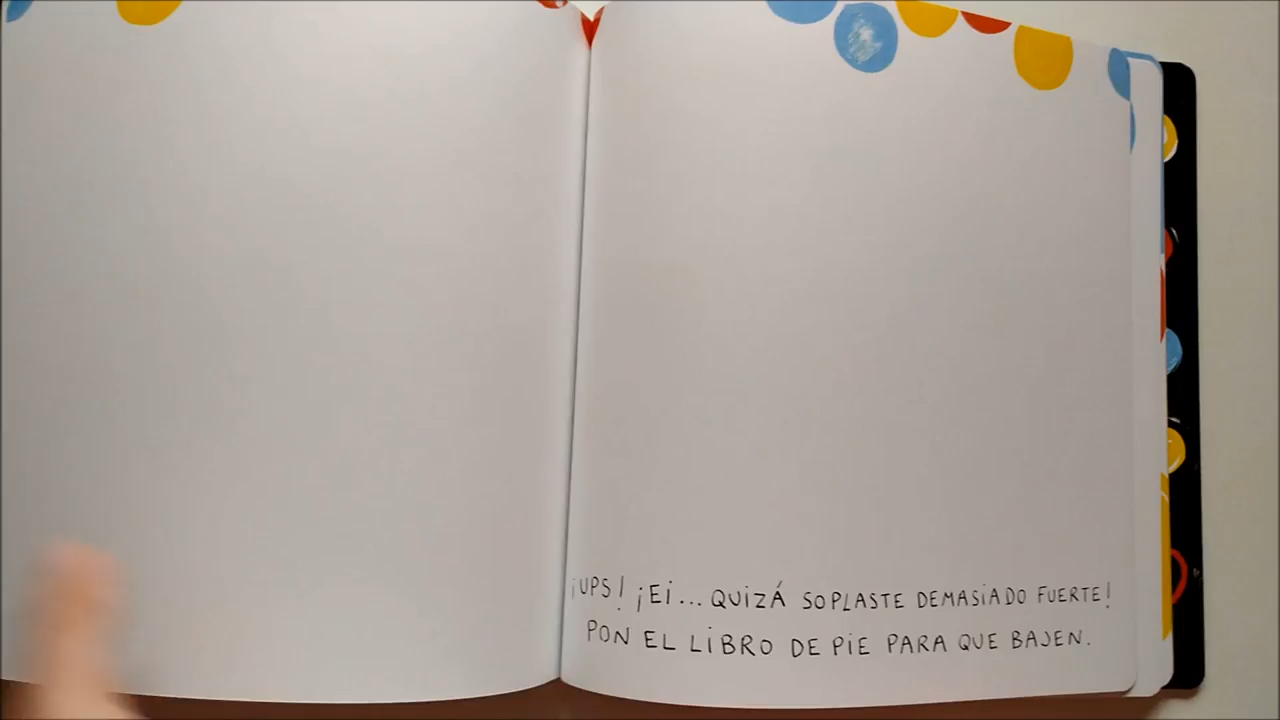 ¡UPS! ¡Ei... QUiZÁ SOPLASTE DEMASiADO FUERTE!
PON EL LiBRO DE PiE PARA QUE BAJEN.